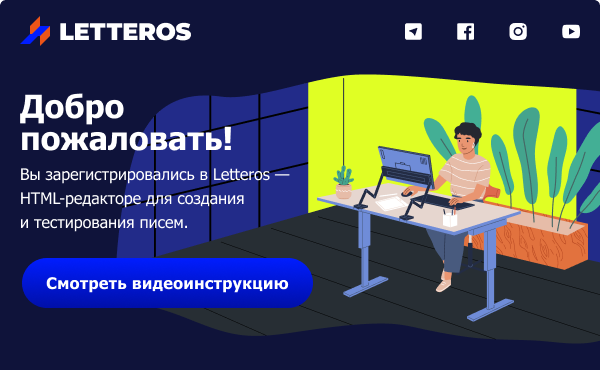 LETTEROS
Добро
пожаловать!
Вы зарегистрировались в Letteros —
HTML-редакторе для создания
и тестирования писем.
Смотреть видеоинструкцию